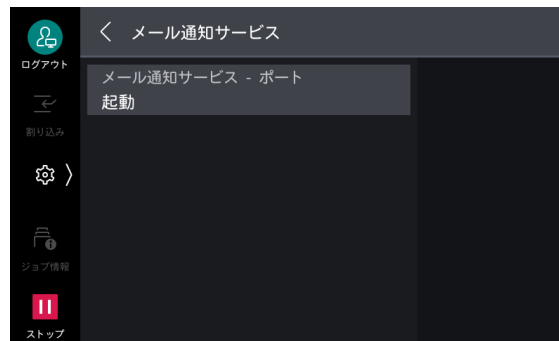 メール通知サービス
ログアウト
メール通知サービス - ポート
起動
割り込み
ジョブ情報
ストップ